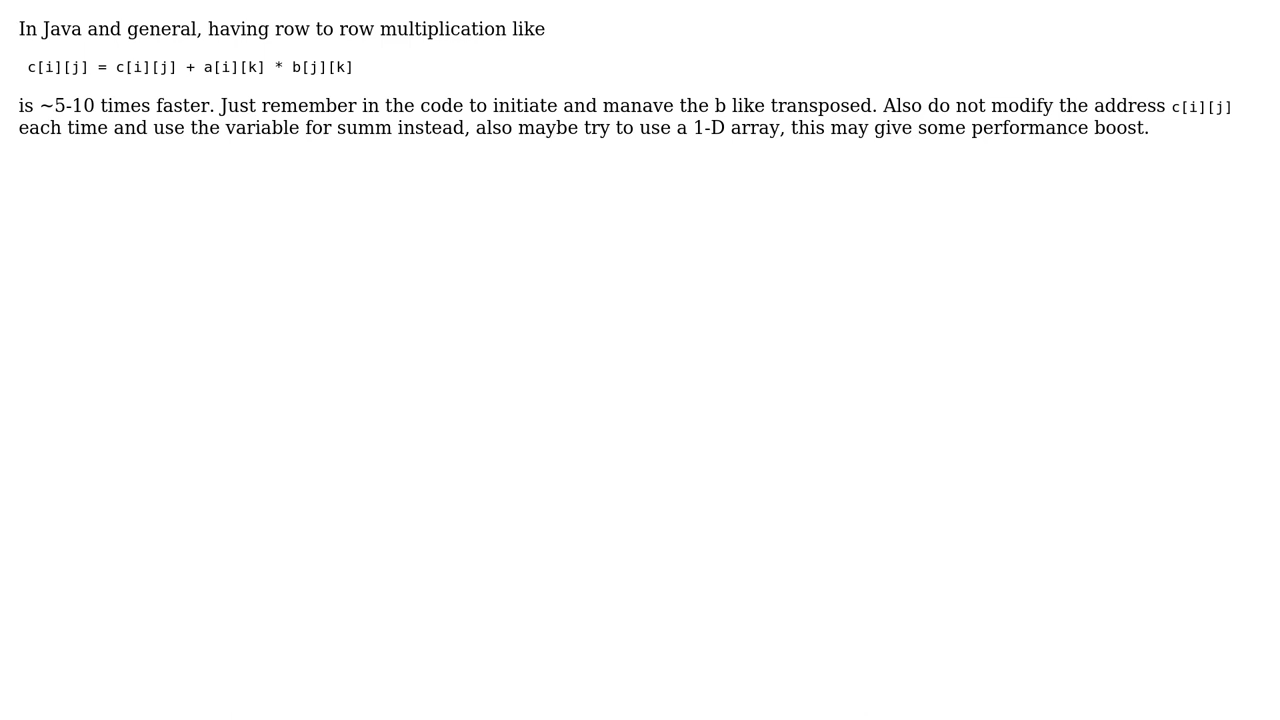 In Java and general, having row to row multiplication like
c[i][j] = c[i][j] + a[i][k] * b[j][k]
is ~5-10 times faster. Just remember in the code to initiate and manave the b like transposed. Also do not modify the address c[i][j]
each time and use the variable for summ instead, also maybe try to use a 1-D array, this may give some performance boost.